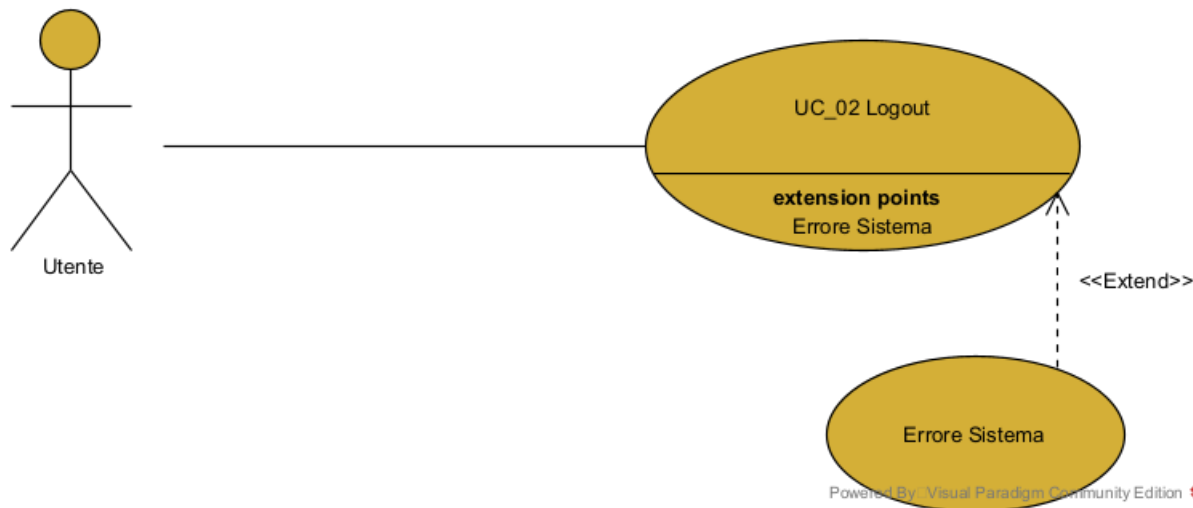 UC_02 Logout
extension points
Errore Sistema
Utente
<<Extend>>
Errore Sistema
Powered By Visual Paradigm Community Edition